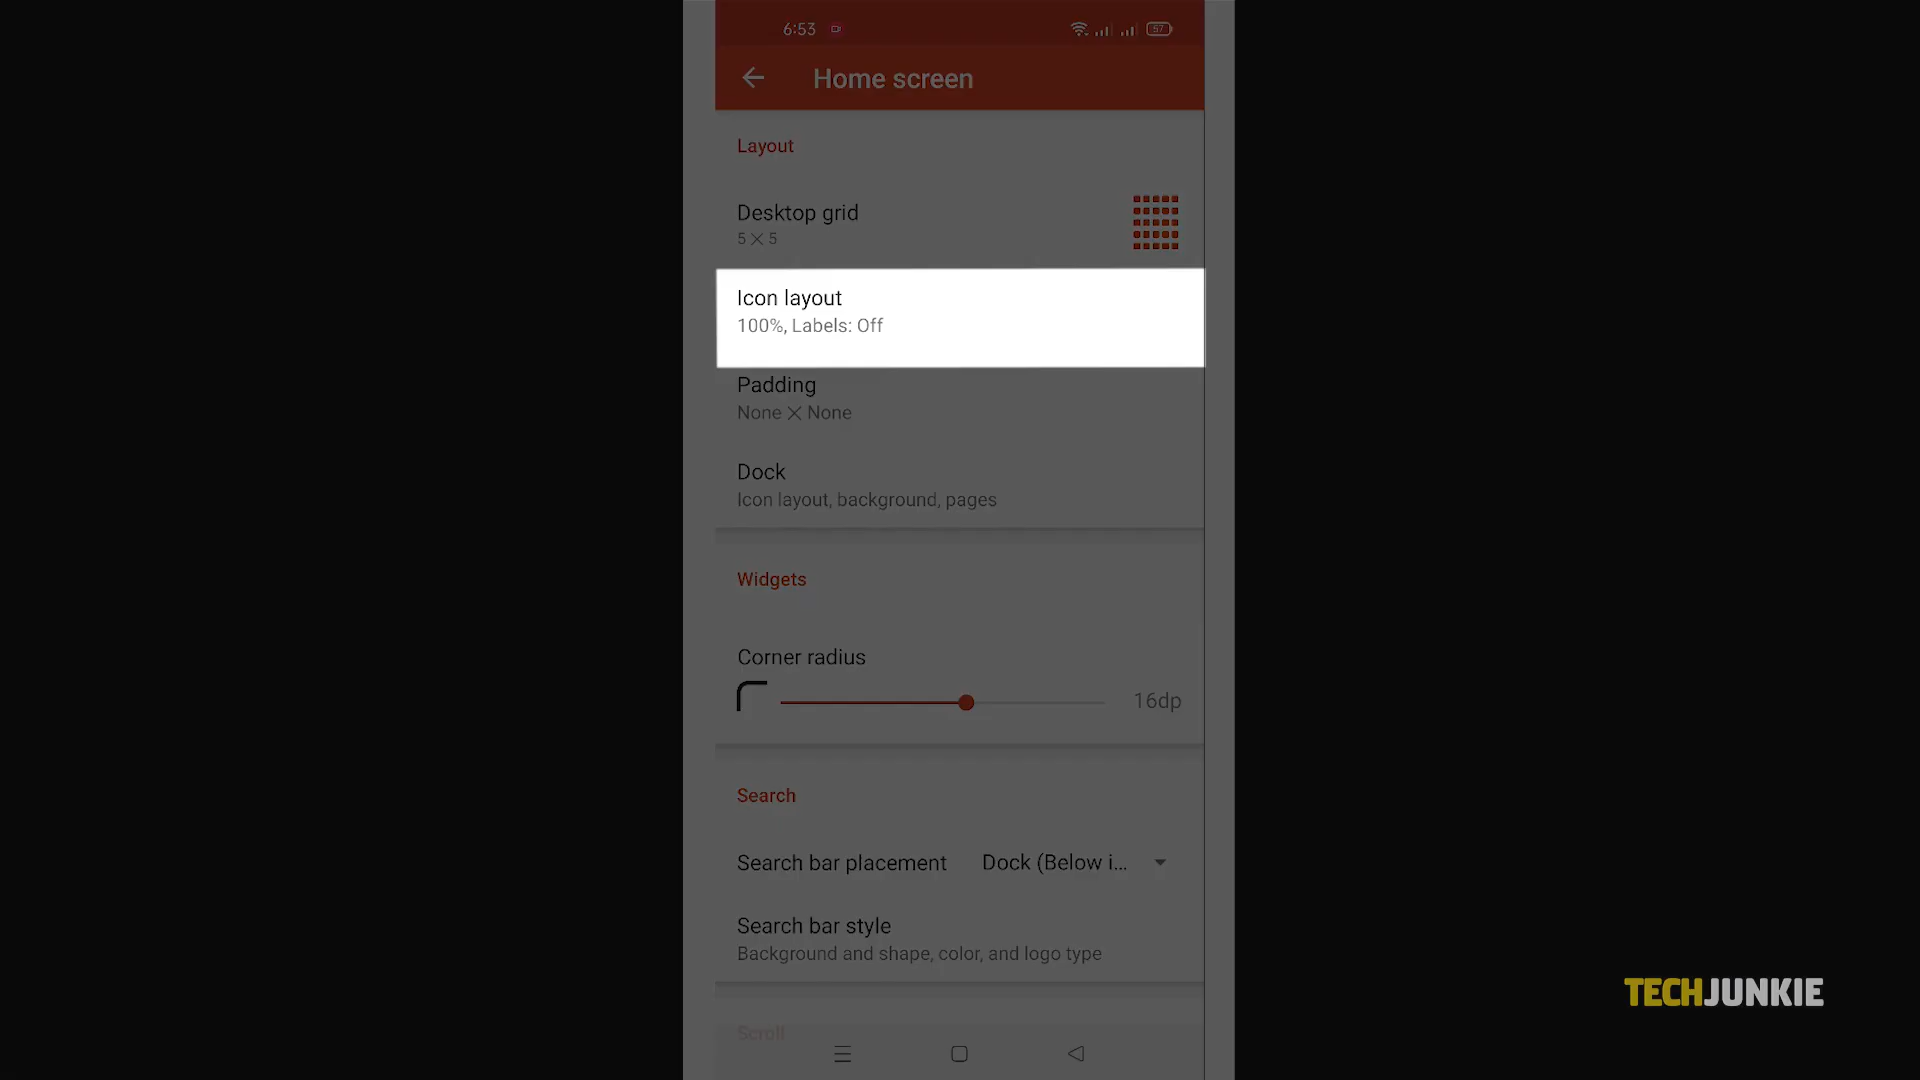 6:53
57
Home screen
Layout
Desktop grid
5 × 5
Icon layout
100%, Labels: Off
Padding
None × None
Dock
Icon layout, background, pages
Widgets
Corner radius
16dp
Search
Search bar placement Dock (Below i...
Search bar style
Background and shape, color, and logo type
Scroll
TECHJUNKIE